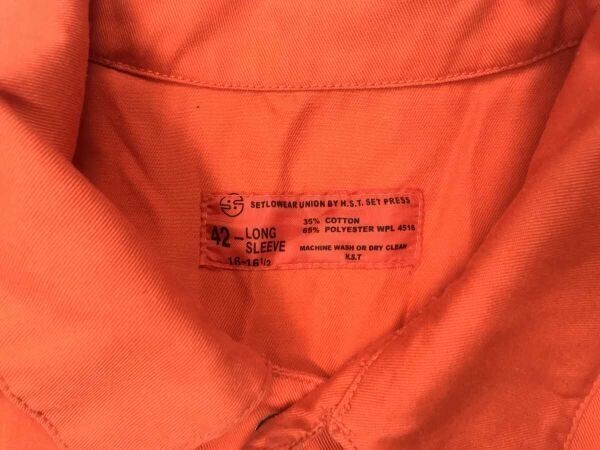 SETLOWEAR UNION BY H.S.T. SET PRESS
35% COTTON
65% POLYESTER WPL 4516
42-LONG SLEEVE
MACHINE WASH OR DRY CLEAN
16-16 1/2
H.S.T